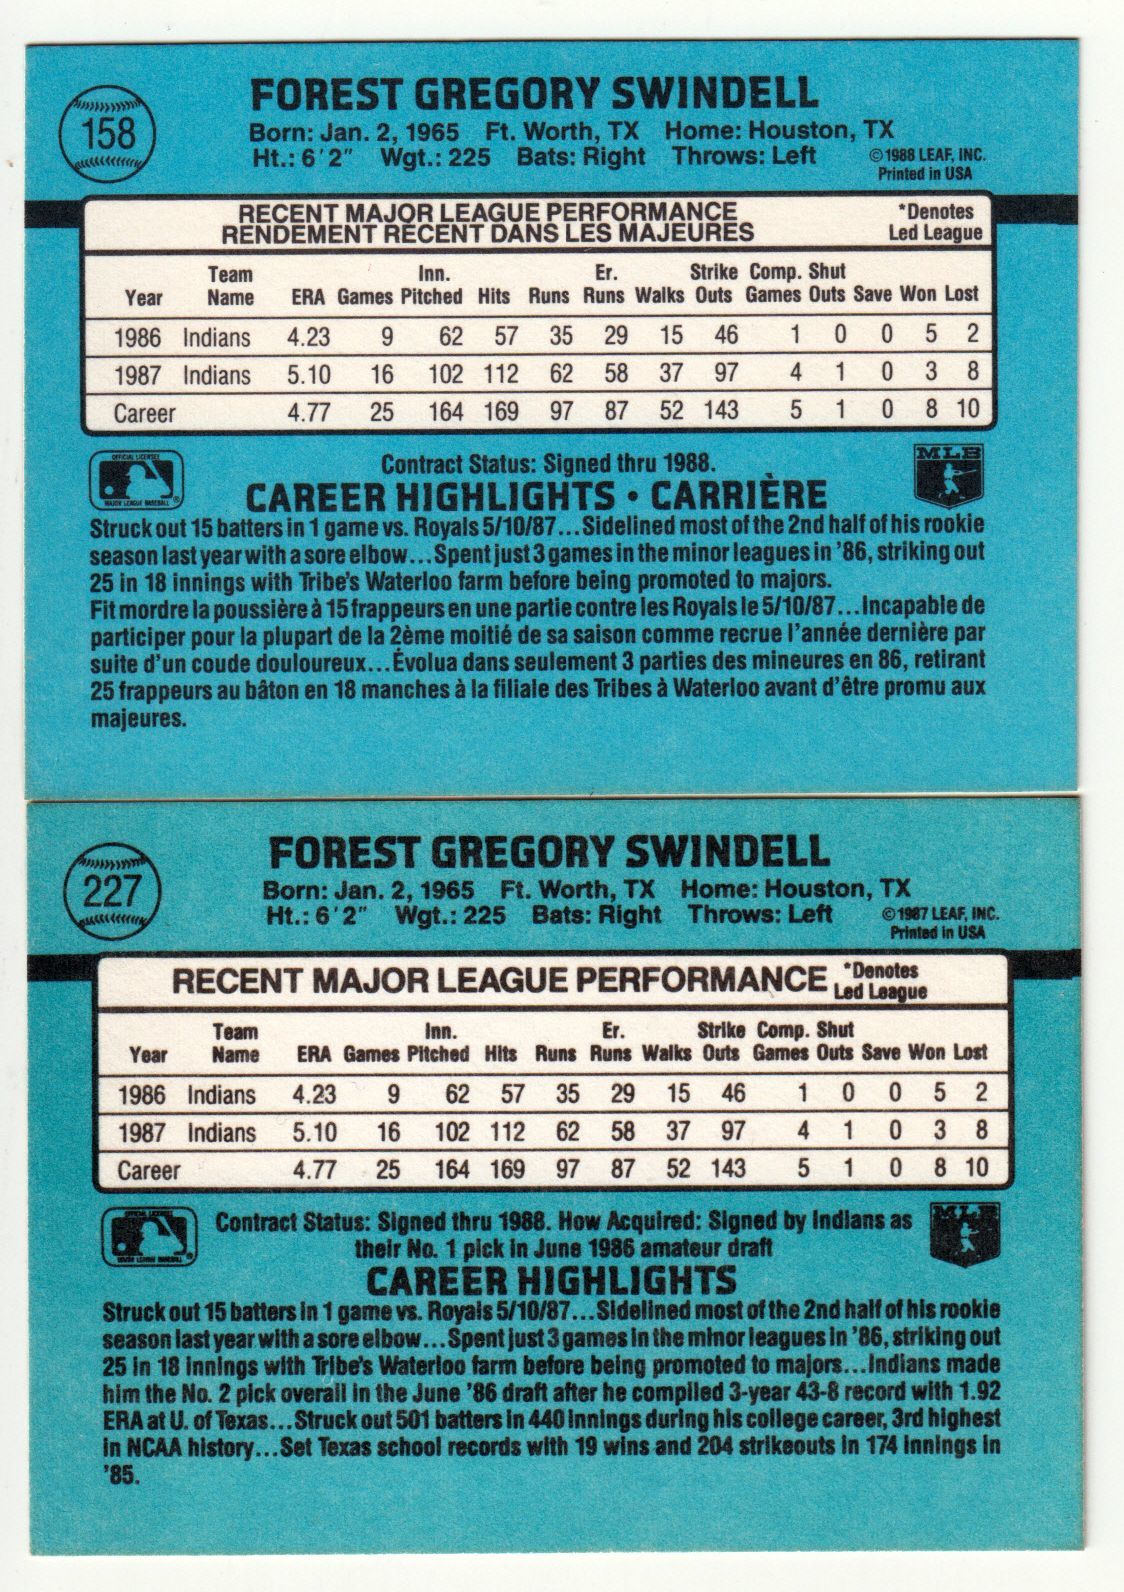 158
FOREST GREGORY SWINDELL
Born: Jan. 2, 1965 Ft. Worth, TX Home: Houston, TX
Ht.: 6'2" Wgt.: 225 Bats: Right Throws: Left
©1988 LEAF, INC.
Printed in USA
RECENT MAJOR LEAGUE PERFORMANCE
RENDEMENT RECENT DANS LES MAJEURES
*Denotes
Led League
Team Inn. Er. Strike Comp. Shut
Year Name ERA Games Pitched Hits Runs Runs Walks Outs Games Outs Save Won Lost
1986 Indians 4.23 9 62 57 35 29 15 46 1 0 0 5 2
1987 Indians 5.10 16 102 112 62 58 37 97 4 1 0 3 8
Career 4.77 25 164 169 97 87 52 143 5 1 0 8 10
OFFICIAL LICENSEE
MAJOR LEAGUE BASEBALL ®
MLB
Contract Status: Signed thru 1988.
CAREER HIGHLIGHTS • CARRIÈRE
Struck out 15 batters in 1 game vs. Royals 5/10/87...Sidelined most of the 2nd half of his rookie
season last year with a sore elbow...Spent just 3 games in the minor leagues in '86, striking out
25 in 18 innings with Tribe's Waterloo farm before being promoted to majors.
Fit mordre la poussière à 15 frappeurs en une partie contre les Royals le 5/10/87...Incapable de
participer pour la plupart de la 2ème moitié de sa saison comme recrue l'année dernière par
suite d'un coude douloureux...Évolua dans seulement 3 parties des mineures en 86, retirant
25 frappeurs au bâton en 18 manches à la filiale des Tribes à Waterloo avant d'être promu aux
majeures.
227
FOREST GREGORY SWINDELL
Born: Jan. 2, 1965 Ft. Worth, TX Home: Houston, TX
Ht.: 6'2" Wgt.: 225 Bats: Right Throws: Left
©1987 LEAF, INC.
Printed in USA
RECENT MAJOR LEAGUE PERFORMANCE
*Denotes
Led League
Team Inn. Er. Strike Comp. Shut
Year Name ERA Games Pitched Hits Runs Runs Walks Outs Games Outs Save Won Lost
1986 Indians 4.23 9 62 57 35 29 15 46 1 0 0 5 2
1987 Indians 5.10 16 102 112 62 58 37 97 4 1 0 3 8
Career 4.77 25 164 169 97 87 52 143 5 1 0 8 10
OFFICIAL LICENSEE
MAJOR LEAGUE BASEBALL ®
MLB
Contract Status: Signed thru 1988. How Acquired: Signed by Indians as
their No. 1 pick in June 1986 amateur draft
CAREER HIGHLIGHTS
Struck out 15 batters in 1 game vs. Royals 5/10/87...Sidelined most of the 2nd half of his rookie
season last year with a sore elbow...Spent just 3 games in the minor leagues in '86, striking out
25 in 18 innings with Tribe's Waterloo farm before being promoted to majors...Indians made
him the No. 2 pick overall in the June '86 draft after he compiled 3-year 43-8 record with 1.92
ERA at U. of Texas...Struck out 501 batters in 440 innings during his college career, 3rd highest
in NCAA history...Set Texas school records with 19 wins and 204 strikeouts in 174 innings in
'85.